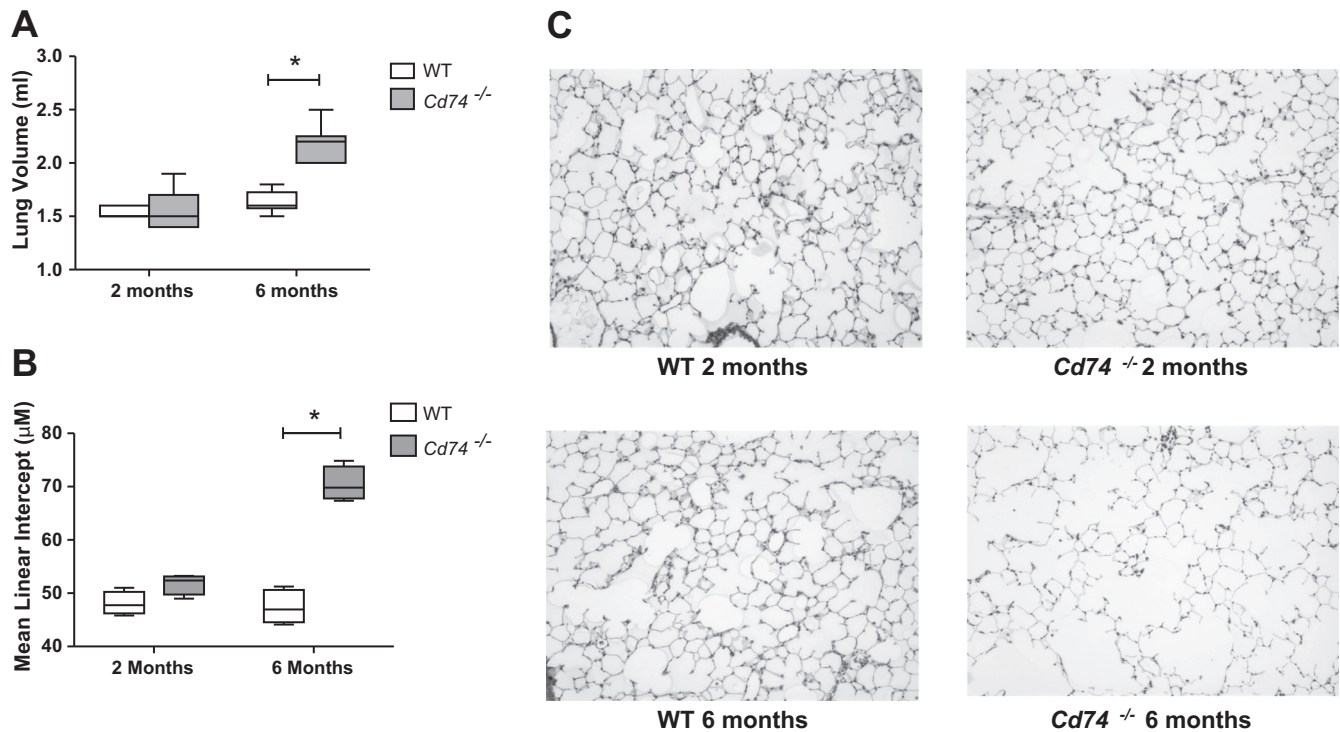 A
3.0
2.5
2.0
1.5
1.0
Lung Volume (ml)
*
WT
Cd74 -/-
2 months
6 months
B
80
70
60
50
40
Mean Linear Intercept (µM)
*
WT
Cd74 -/-
2 Months
6 Months
C
WT 2 months
Cd74 -/- 2 months
WT 6 months
Cd74 -/- 6 months